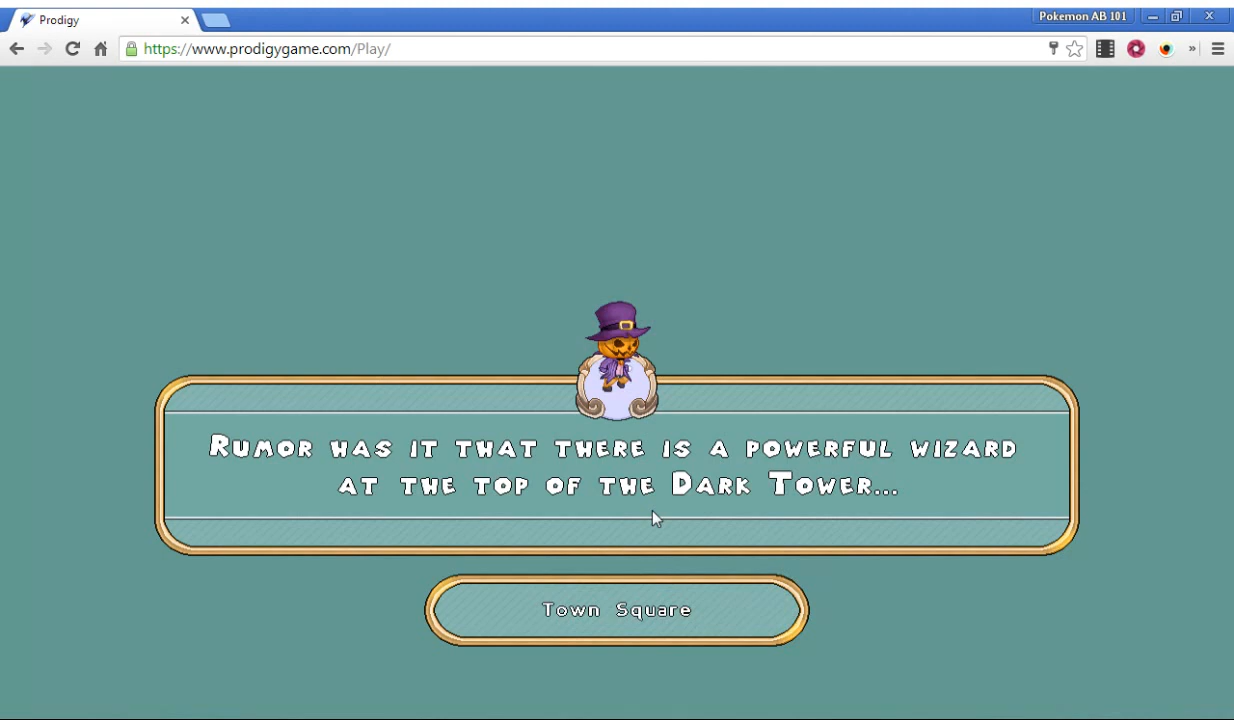 Prodigy
Pokemon AB 101
https://www.prodigygame.com/Play/
Rumor has it that there is a powerful wizard
at the top of the Dark Tower...
Town Square